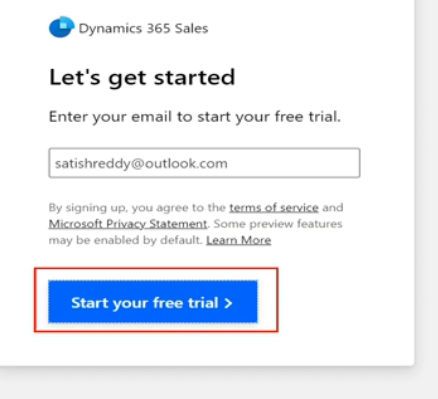 Dynamics 365 Sales
Let's get started
Enter your email to start your free trial.
satishreddy@outlook.com
By signing up, you agree to the terms of service and
Microsoft Privacy Statement. Some preview features
may be enabled by default. Learn More
Start your free trial >